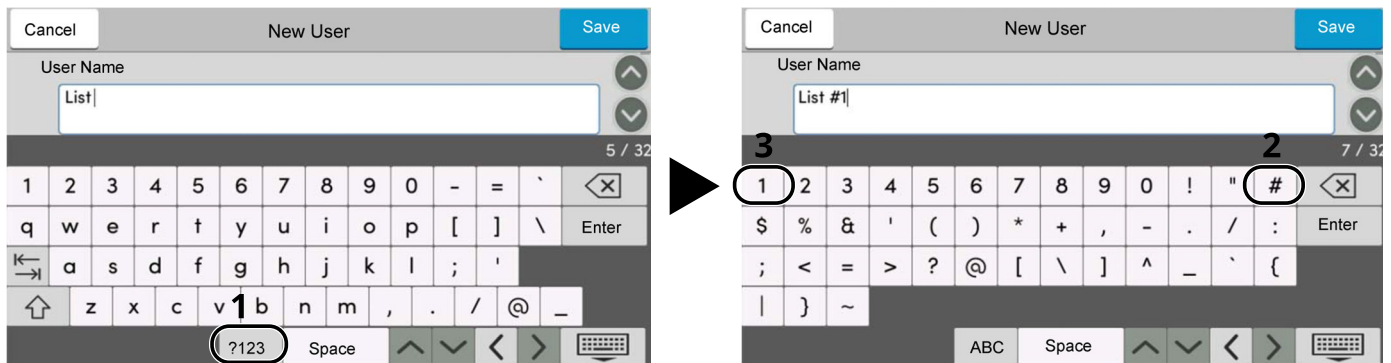 Cancel New User Save
User Name
List
5 / 32
1 2 3 4 5 6 7 8 9 0 - = `
q w e r t y u i o p [ ] \ Enter
a s d f g h j k l ; '
z x c v b n m , . / @ _
1
?123 Space
Cancel New User Save
User Name
List #1
3 2 7 / 32
1 2 3 4 5 6 7 8 9 0 ! " #
$ % & ' ( ) * + , - . / : Enter
; < = > ? @ [ \ ] ^ _ ` {
| } ~
ABC Space